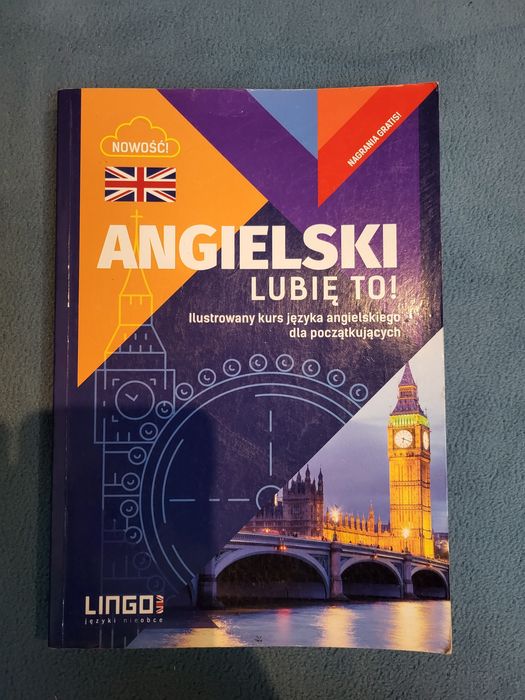 NOWOŚĆ!
NAGRANIA GRATIS!
ANGIELSKI
LUBIĘ TO!
Ilustrowany kurs języka angielskiego
dla początkujących
LINGO
języki nieobce